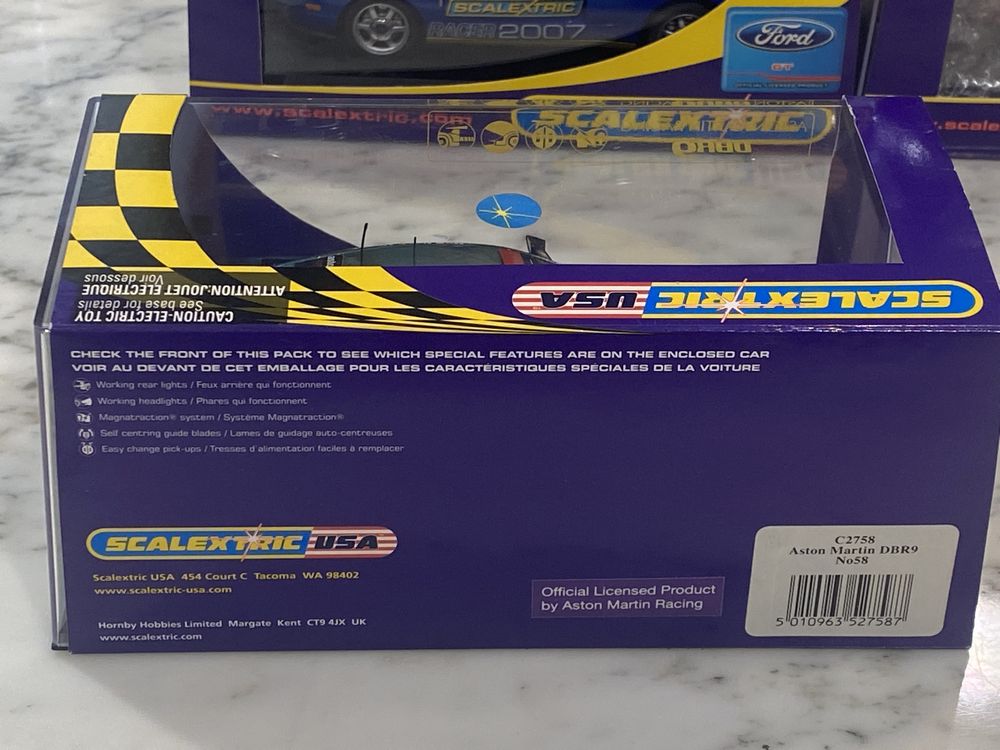 SCALEXTRIC
RACER 2007
Ford
GT
OFFICIAL LICENSED PRODUCT
www.scalextric.com
SCALEXTRIC
DBR9
www.scale
CAUTION-ELECTRIC TOY
See base for details
ATTENTION:JOUET ELECTRIQUE
Voir dessous
SCALEXTRIC USA
CHECK THE FRONT OF THIS PACK TO SEE WHICH SPECIAL FEATURES ARE ON THE ENCLOSED CAR
VOIR AU DEVANT DE CET EMBALLAGE POUR LES CARACTÉRISTIQUES SPÉCIALES DE LA VOITURE
Working rear lights / Feux arrière qui fonctionnent
Working headlights / Phares qui fonctionnent
Magnatraction® system / Système Magnatraction®
Self centring guide blades / Lames de guidage auto-centreuses
Easy change pick-ups / Tresses d'alimentation faciles à remplacer
SCALEXTRIC USA
Scalextric USA 454 Court C Tacoma WA 98402
www.scalextric-usa.com
Hornby Hobbies Limited Margate Kent CT9 4JX UK
www.scalextric.com
Official Licensed Product
by Aston Martin Racing
C2758
Aston Martin DBR9
No58
5 010963 527587